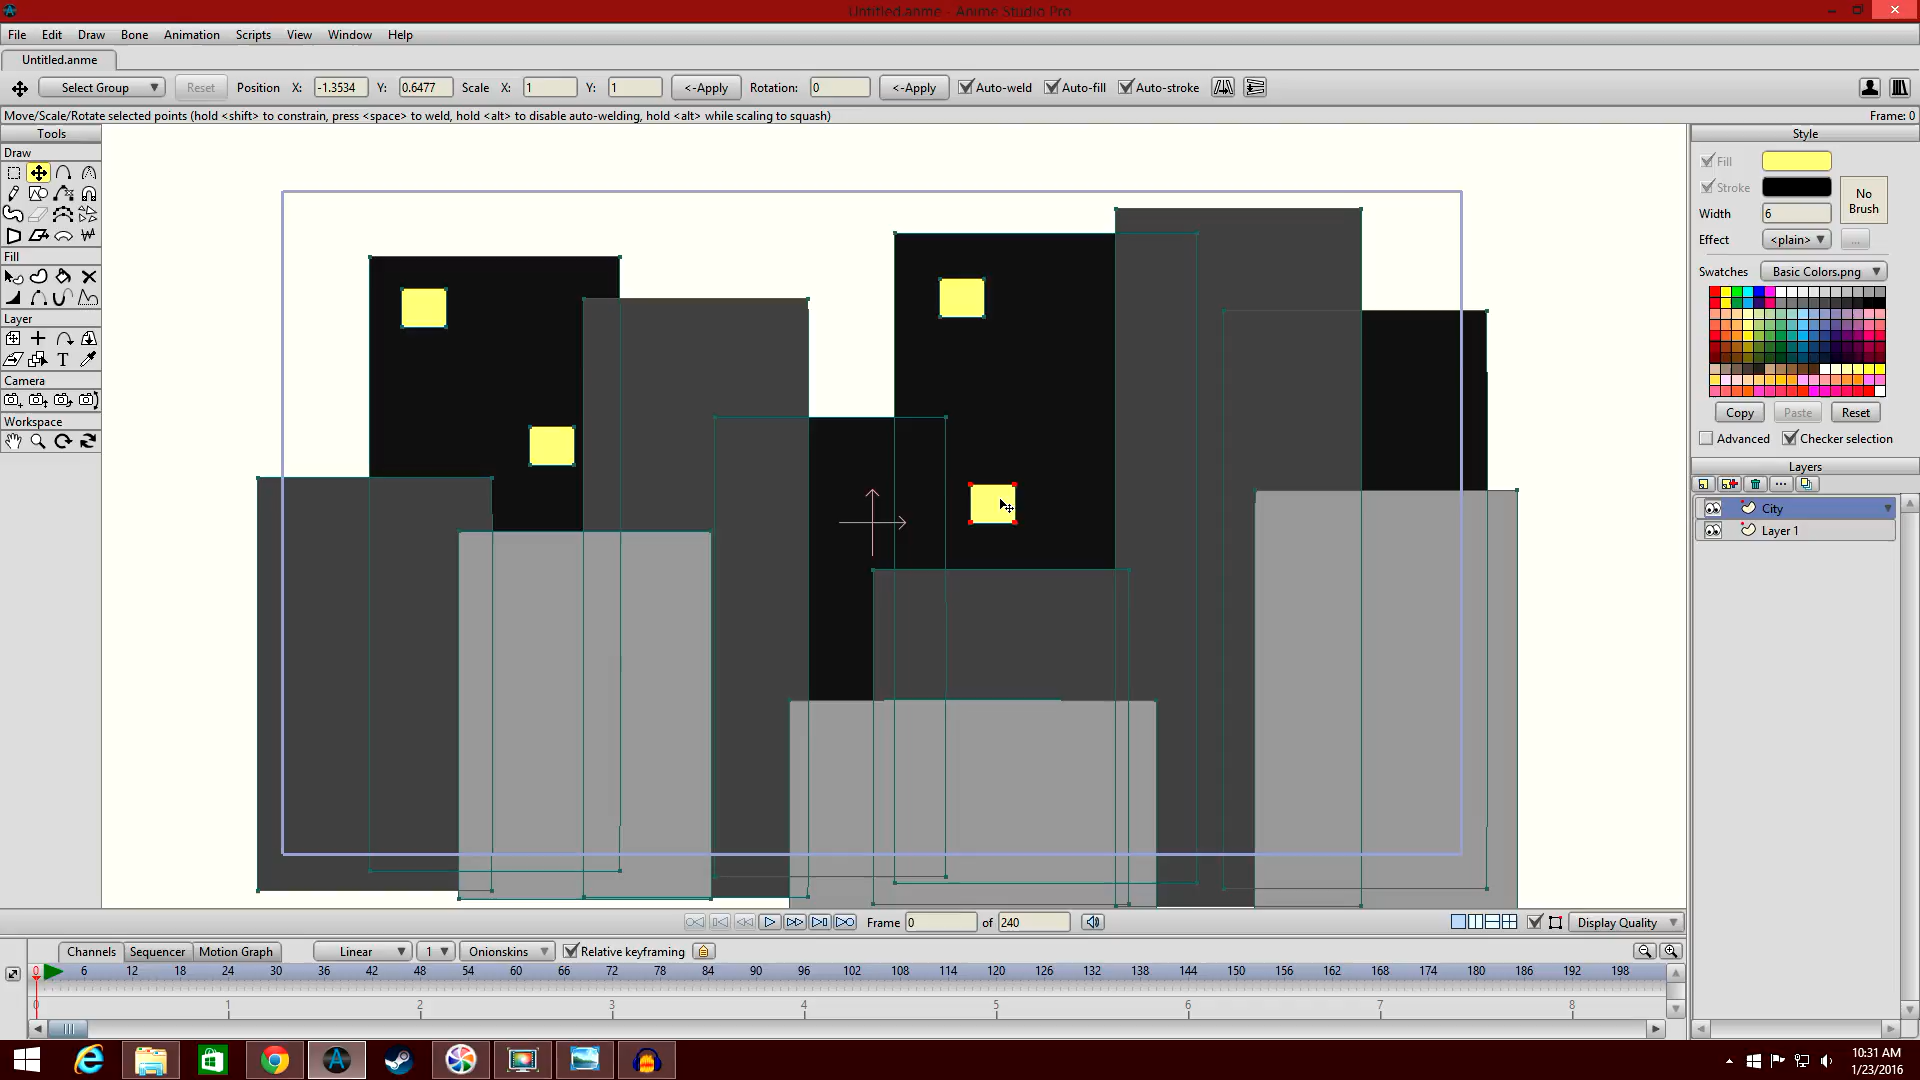 Untitled.anme - Anime Studio Pro
File Edit Draw Bone Animation Scripts View Window Help
Untitled.anme
Select Group Reset Position X: -1.3534 Y: 0.6477 Scale X: 1 Y: 1 <-Apply Rotation: 0 <-Apply Auto-weld Auto-fill Auto-stroke
Move/Scale/Rotate selected points (hold <shift> to constrain, press <space> to weld, hold <alt> to disable auto-welding, hold <alt> while scaling to squash) Frame: 0
Tools
Draw
Fill
Layer
T
Camera
Workspace
Style
Fill
Stroke
No Brush
Width 6
Effect <plain> ...
Swatches Basic Colors.png
Copy Paste Reset
Advanced Checker selection
Layers
City
Layer 1
Frame 0 of 240 Display Quality
Channels Sequencer Motion Graph Linear 1 Onionskins Relative keyframing
0 6 12 18 24 30 36 42 48 54 60 66 72 78 84 90 96 102 108 114 120 126 132 138 144 150 156 162 168 174 180 186 192 198
0 1 2 3 4 5 6 7 8
10:31 AM
1/23/2016